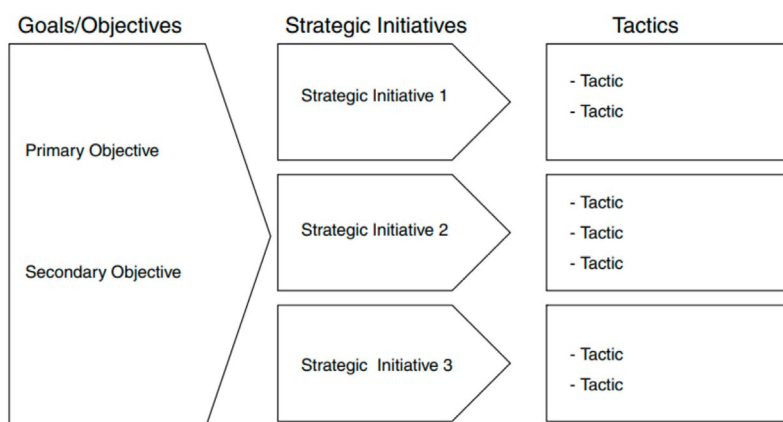 Goals/Objectives
Strategic Initiatives
Tactics
Primary Objective
Secondary Objective
Strategic Initiative 1
- Tactic
- Tactic
Strategic Initiative 2
- Tactic
- Tactic
- Tactic
Strategic  Initiative 3
- Tactic
- Tactic